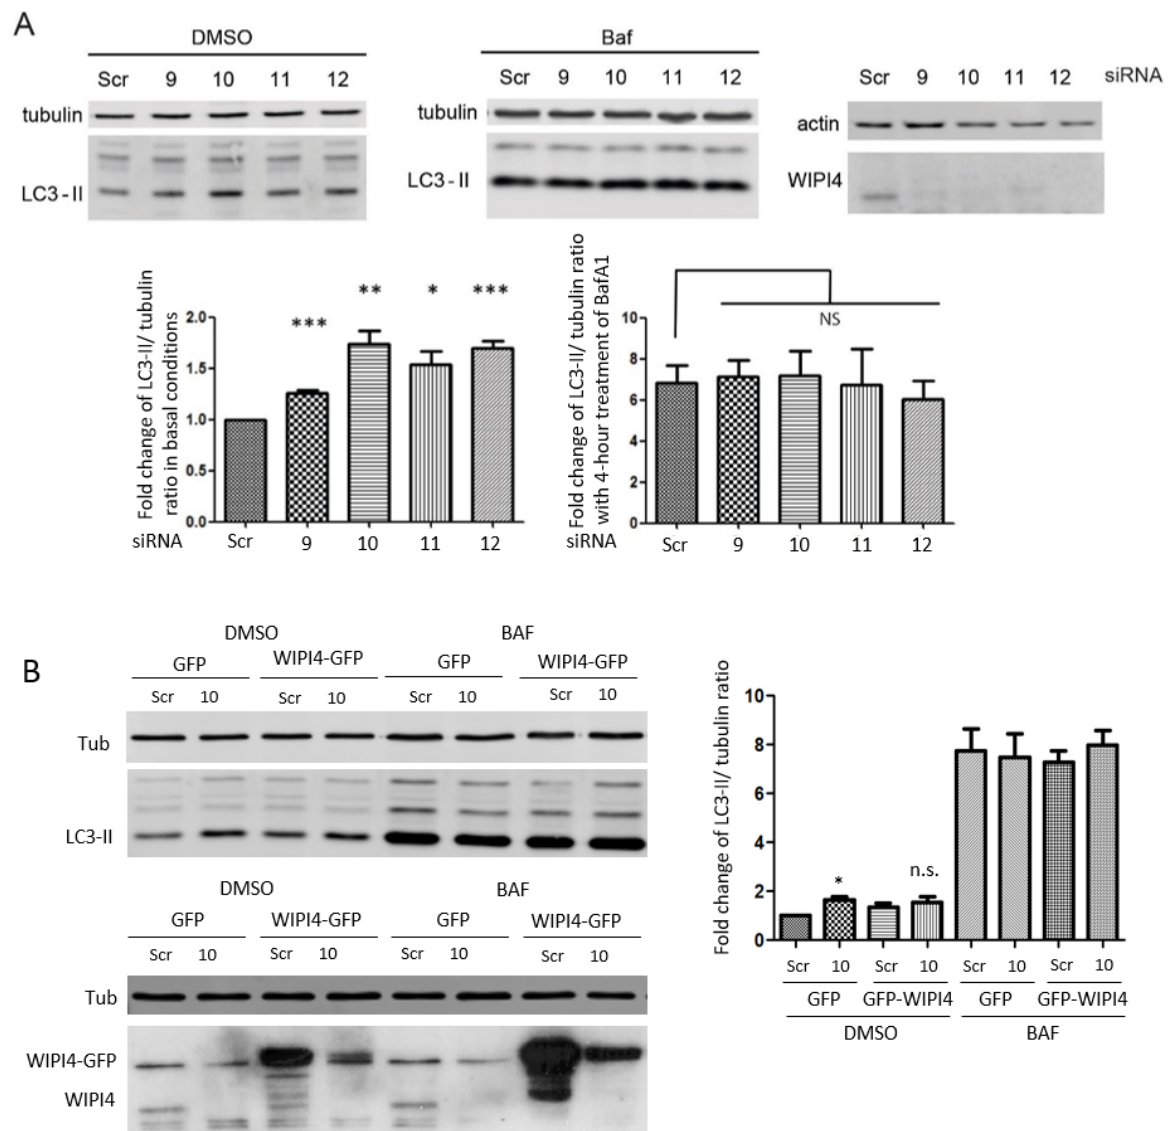 A
DMSO
Scr 9 10 11 12
tubulin
LC3-II
Baf
Scr 9 10 11 12
tubulin
LC3-II
Scr 9 10 11 12 siRNA
actin
WIPI4
Fold change of LC3-II/ tubulin
ratio in basal conditions
2.0
1.5
1.0
0.5
0.0
***
**
*
***
siRNA Scr 9 10 11 12
Fold change of LC3-II/ tubulin ratio
with 4-hour treatment of BafA1
10
8
6
4
2
0
NS
siRNA Scr 9 10 11 12
B
DMSO BAF
GFP WIPI4-GFP GFP WIPI4-GFP
Scr 10 Scr 10 Scr 10 Scr 10
Tub
LC3-II
DMSO BAF
GFP WIPI4-GFP GFP WIPI4-GFP
Scr 10 Scr 10 Scr 10 Scr 10
Tub
WIPI4-GFP
WIPI4
Fold change of LC3-II/ tubulin ratio
10
8
6
4
2
0
*
n.s.
Scr 10 Scr 10 Scr 10 Scr 10
GFP GFP-WIPI4 GFP GFP-WIPI4
DMSO BAF